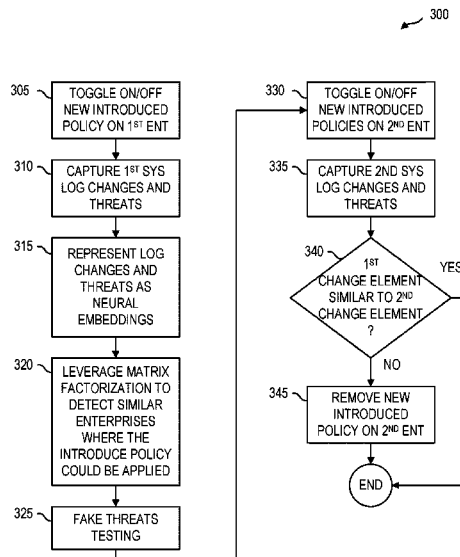 300
305
TOGGLE ON/OFF
NEW INTRODUCED
POLICY ON 1ST ENT
310
CAPTURE 1ST SYS
LOG CHANGES AND
THREATS
315
REPRESENT LOG
CHANGES AND
THREATS AS
NEURAL
EMBEDDINGS
320
LEVERAGE MATRIX
FACTORIZATION TO
DETECT SIMILAR
ENTERPRISES
WHERE THE
INTRODUCE POLICY
COULD BE APPLIED
325
FAKE THREATS
TESTING
330
TOGGLE ON/OFF
NEW INTRODUCED
POLICIES ON 2ND ENT
335
CAPTURE 2ND SYS
LOG CHANGES AND
THREATS
340
1ST
CHANGE ELEMENT
SIMILAR TO 2ND
CHANGE ELEMENT
?
YES
NO
345
REMOVE NEW
INTRODUCED
POLICY ON 2ND ENT
END